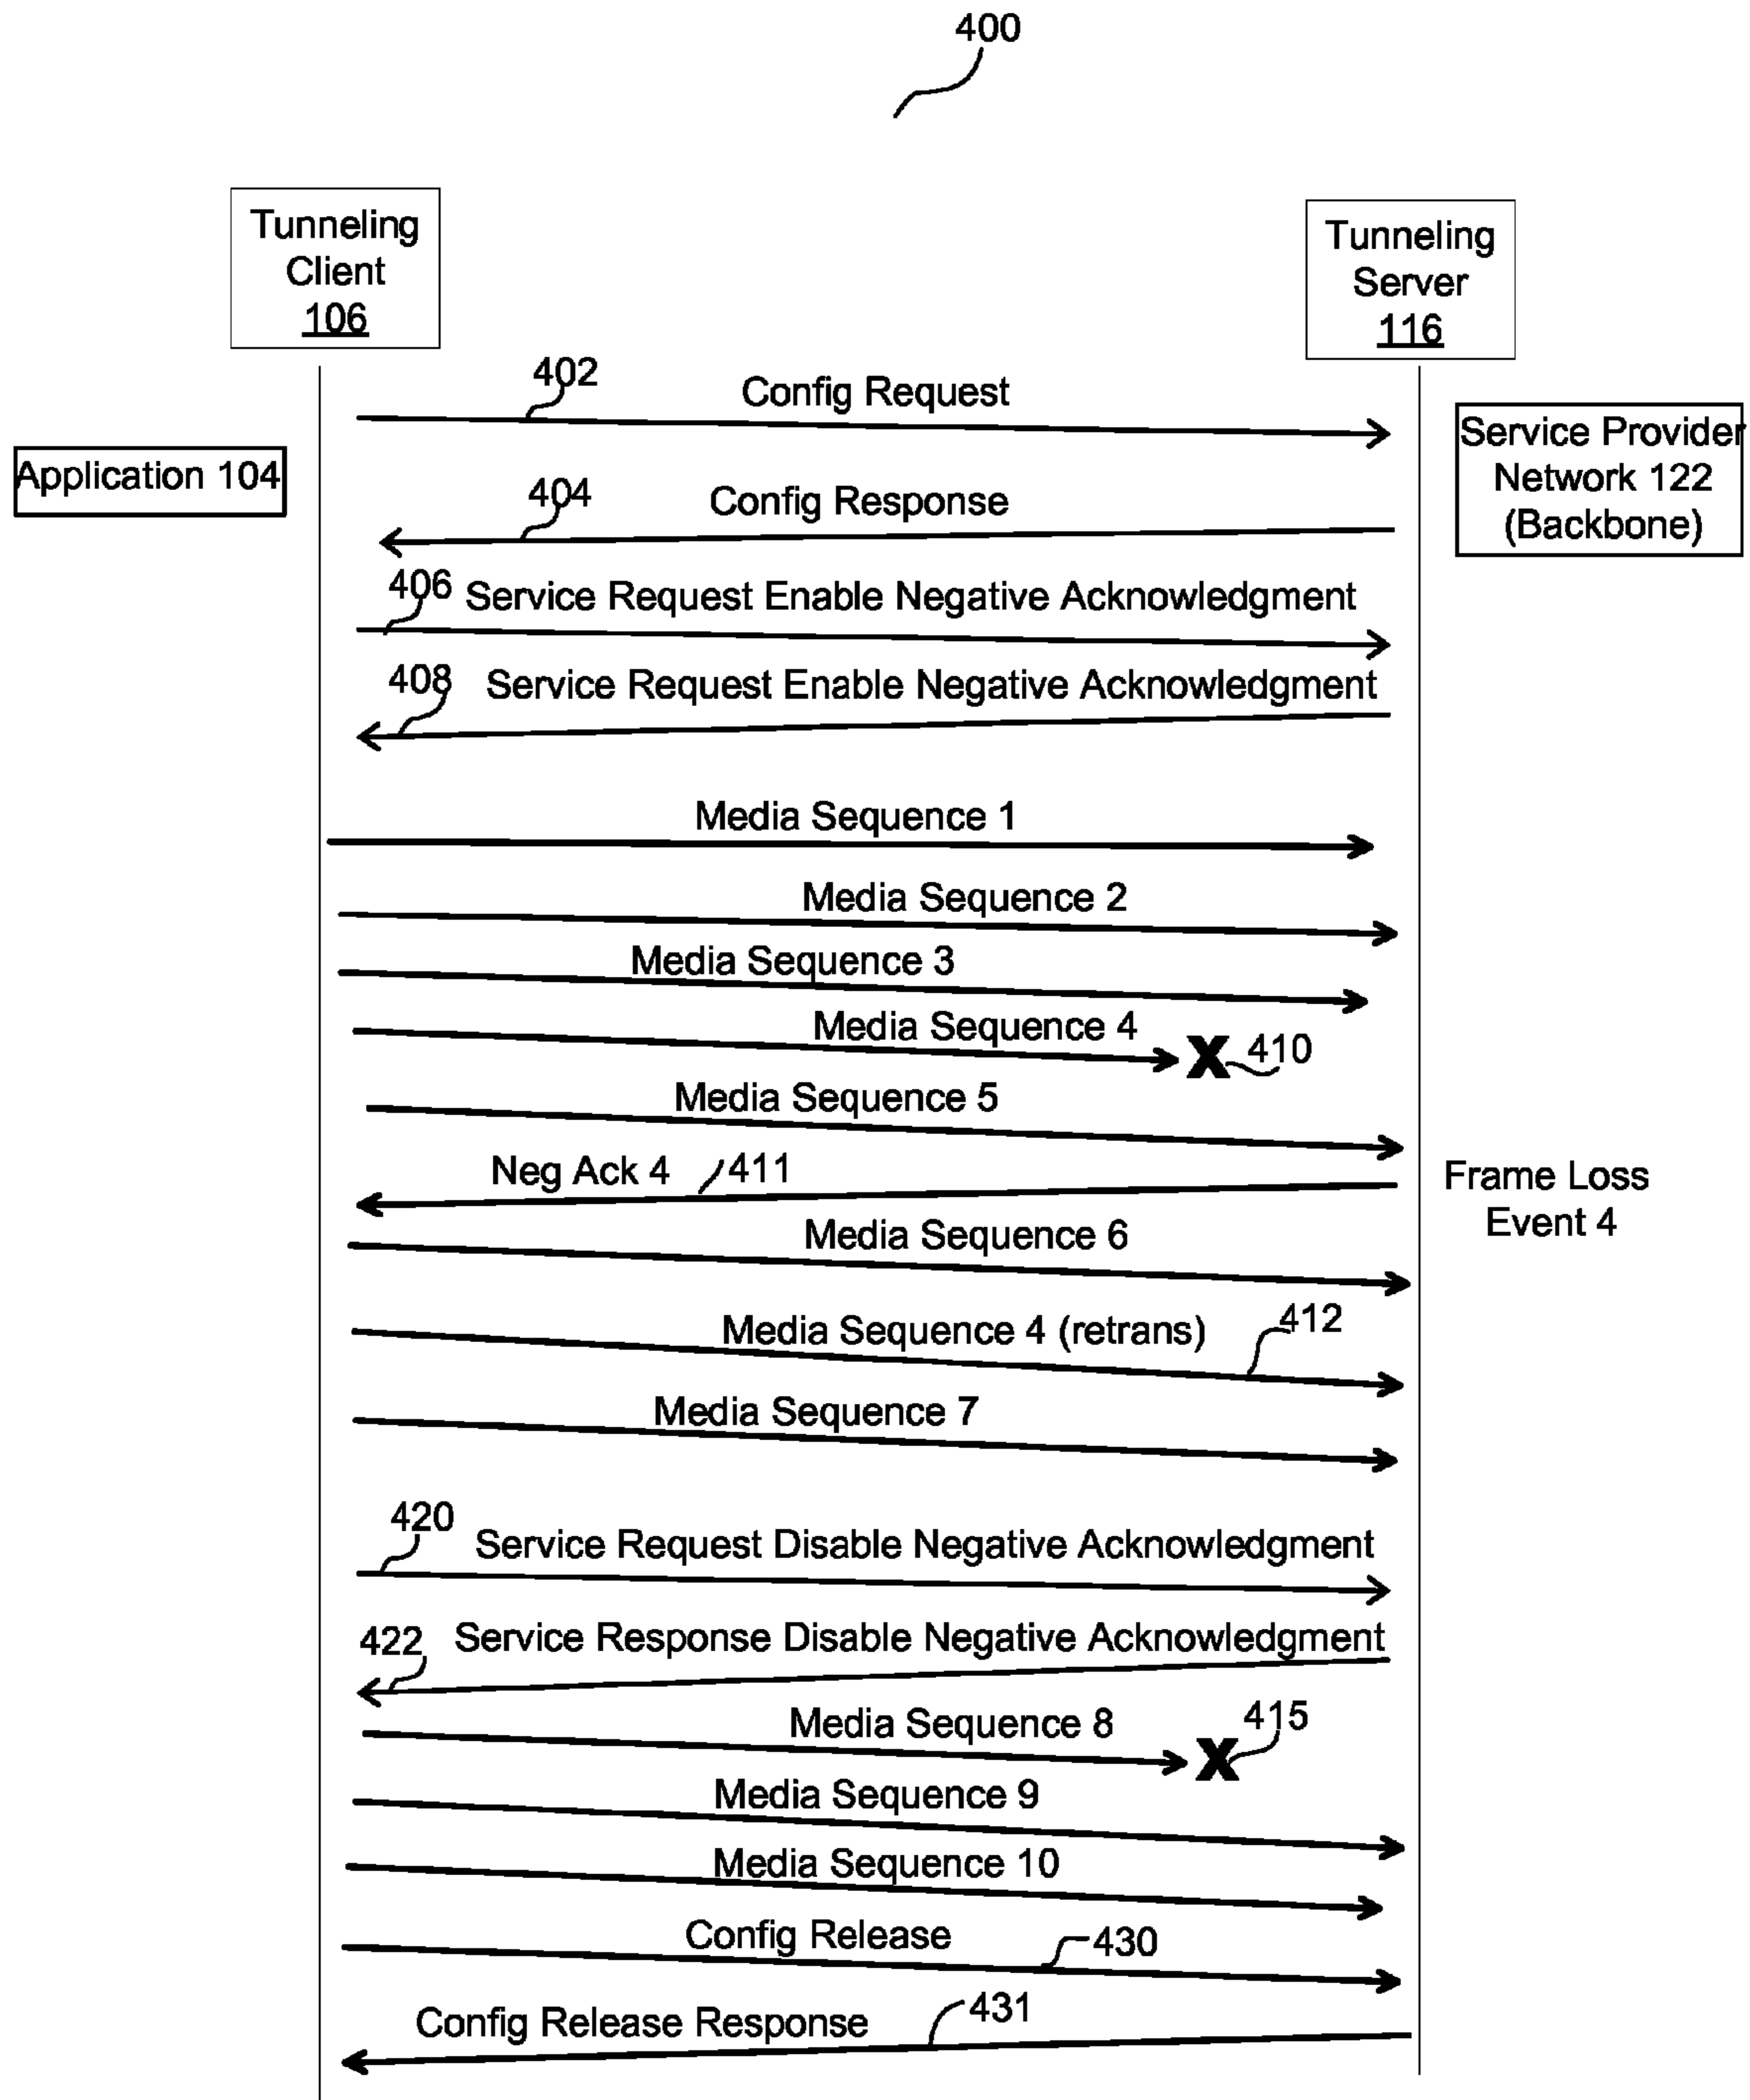 400
Tunneling
Client
106
Tunneling
Server
116
402
Config Request
Application 104
Service Provider
Network 122
(Backbone)
404
Config Response
406
Service Request Enable Negative Acknowledgment
408
Service Request Enable Negative Acknowledgment
Media Sequence 1
Media Sequence 2
Media Sequence 3
Media Sequence 4
X
410
Media Sequence 5
Neg Ack 4
411
Frame Loss
Event 4
Media Sequence 6
Media Sequence 4 (retrans)
412
Media Sequence 7
420
Service Request Disable Negative Acknowledgment
422
Service Response Disable Negative Acknowledgment
Media Sequence 8
X
415
Media Sequence 9
Media Sequence 10
Config Release
430
Config Release Response
431